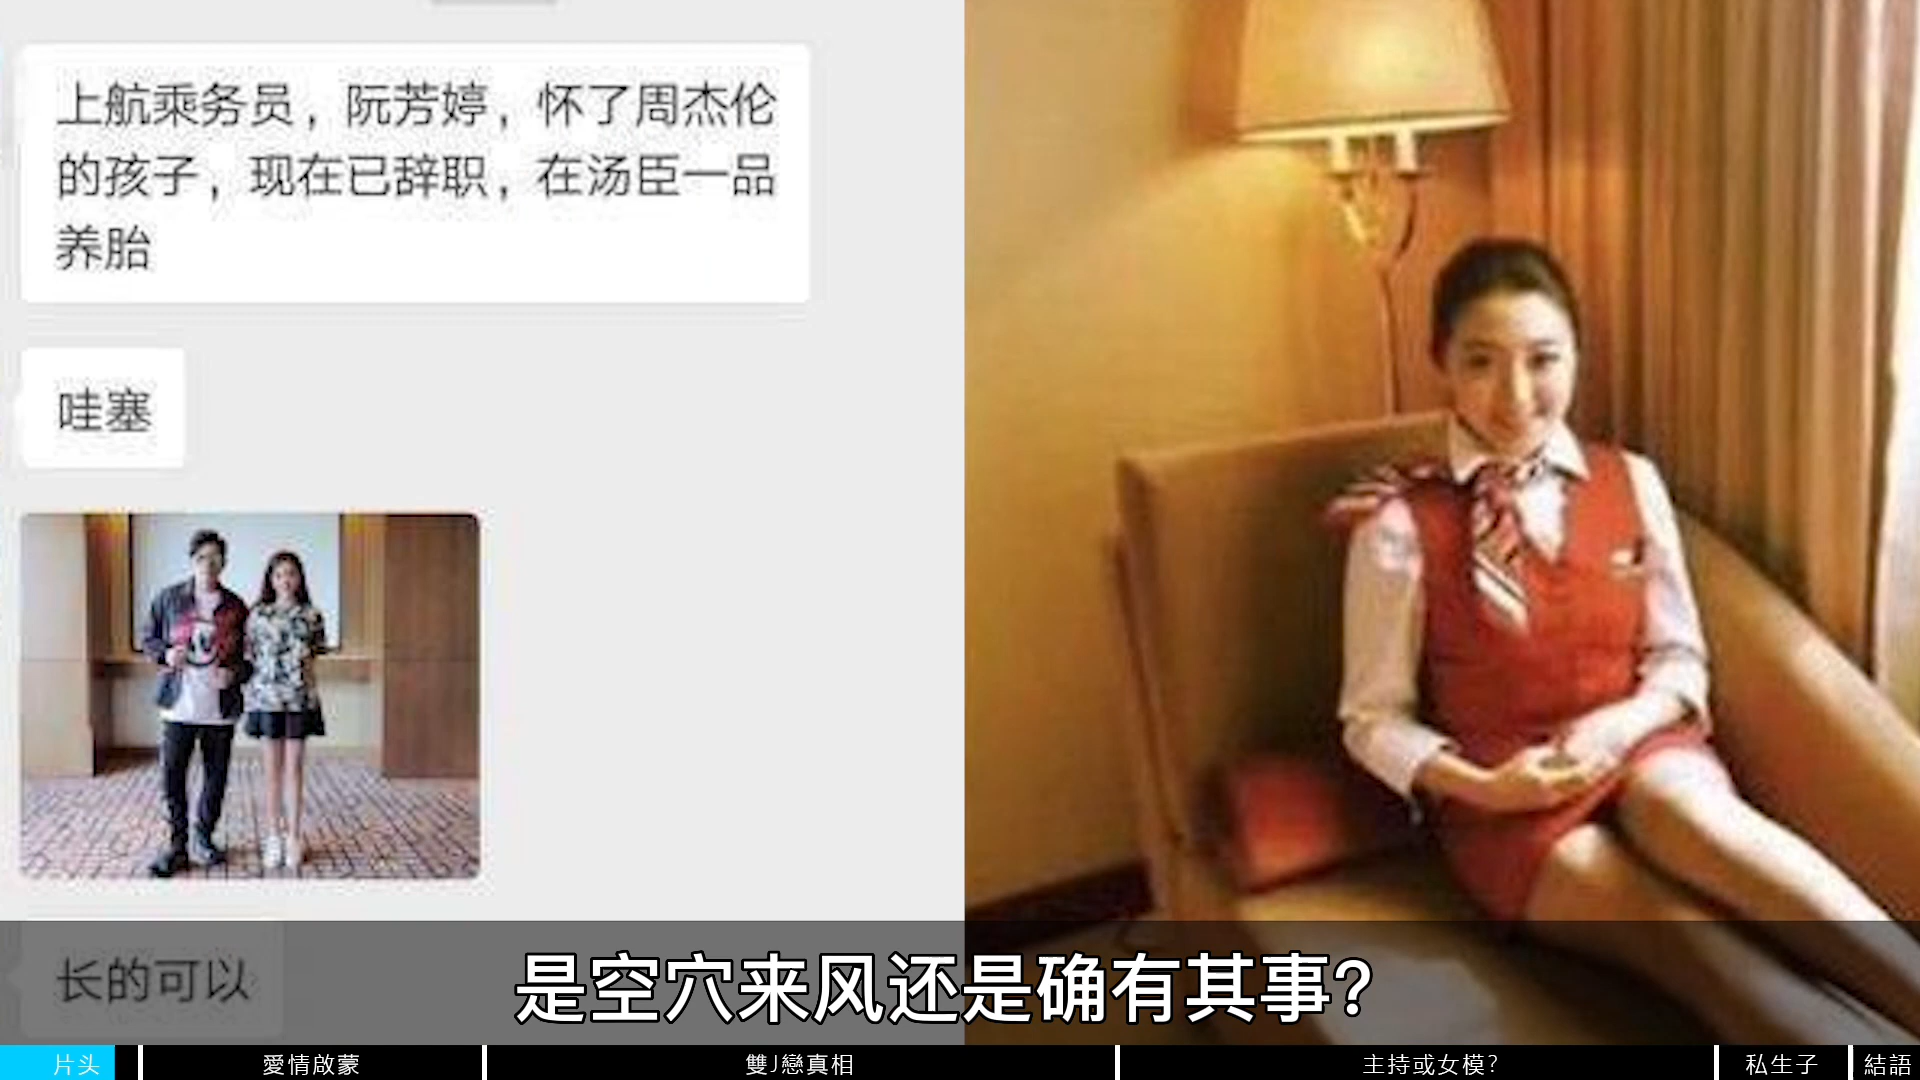 上航乘务员，阮芳婷，怀了周杰伦
的孩子，现在已辞职，在汤臣一品
养胎
哇塞
长的可以
是空穴来风还是确有其事？
片头
愛情啟蒙
雙J戀真相
主持或女模？
私生子
結語